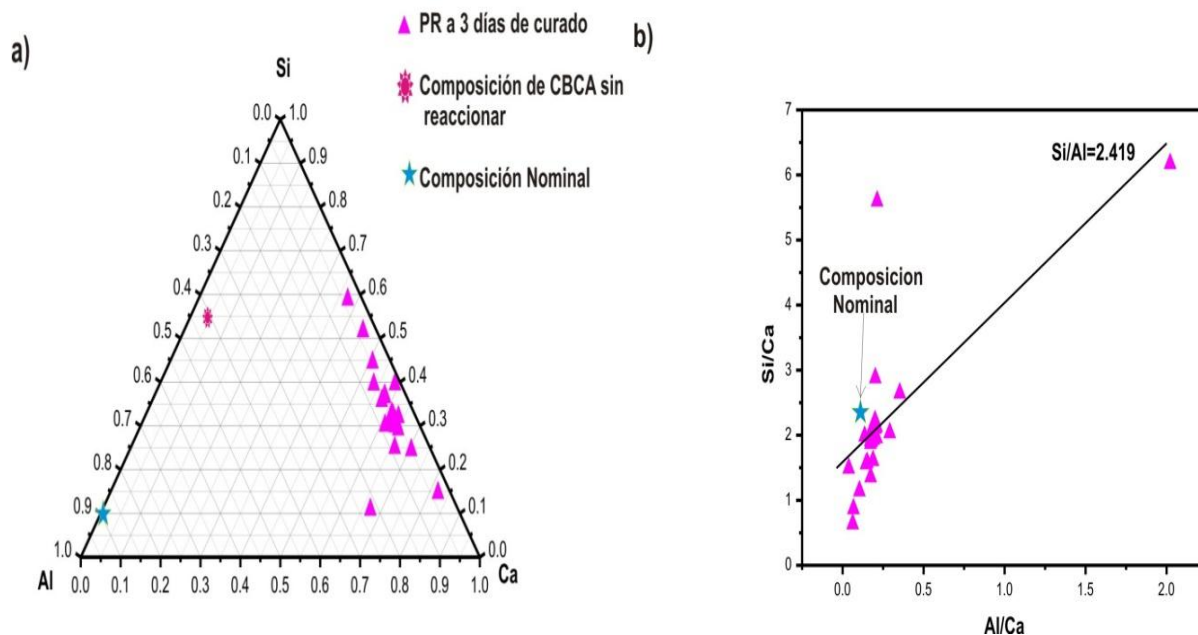 a)
PR a 3 días de curado
Composición de CBCA sin
reaccionar
Composición Nominal
Si
0.0 1.0
0.1 0.9
0.2 0.8
0.3 0.7
0.4 0.6
0.5 0.5
0.6 0.4
0.7 0.3
0.8 0.2
0.9 0.1
1.0 0.0
Al Ca
0.0 0.1 0.2 0.3 0.4 0.5 0.6 0.7 0.8 0.9 1.0
b)
7
6
5
4
3
2
1
0
Si/Ca
Si/Al=2.419
Composicion
Nominal
0.0 0.5 1.0 1.5 2.0
Al/Ca